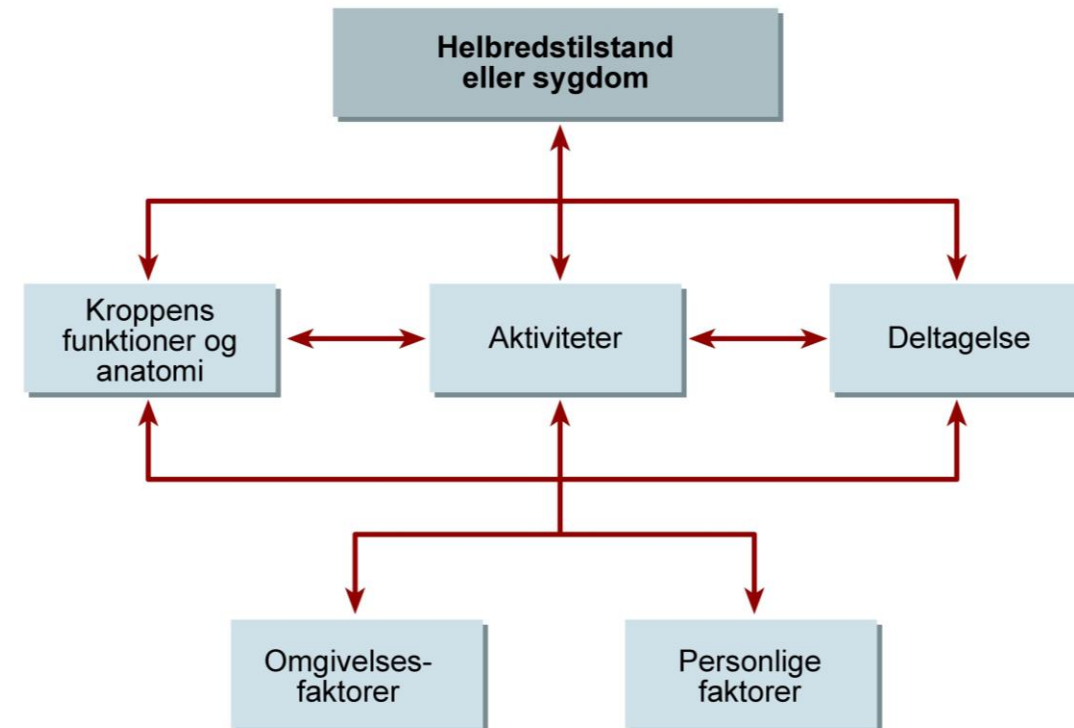 Helbredstilstand
eller sygdom
Kroppens
funktioner og
anatomi
Aktiviteter
Deltagelse
Omgivelses-
faktorer
Personlige
faktorer